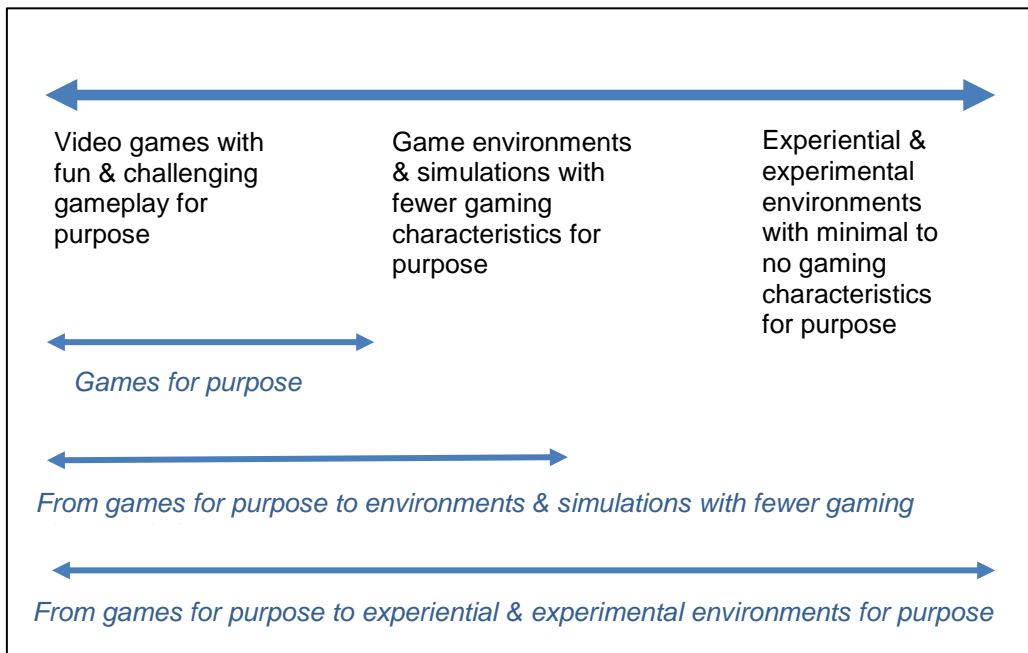 Video games with
fun & challenging
gameplay for
purpose
Game environments
& simulations with
fewer gaming
characteristics for
purpose
Experiential &
experimental
environments
with minimal to
no gaming
characteristics
for purpose
Games for purpose
From games for purpose to environments & simulations with fewer gaming
From games for purpose to experiential & experimental environments for purpose